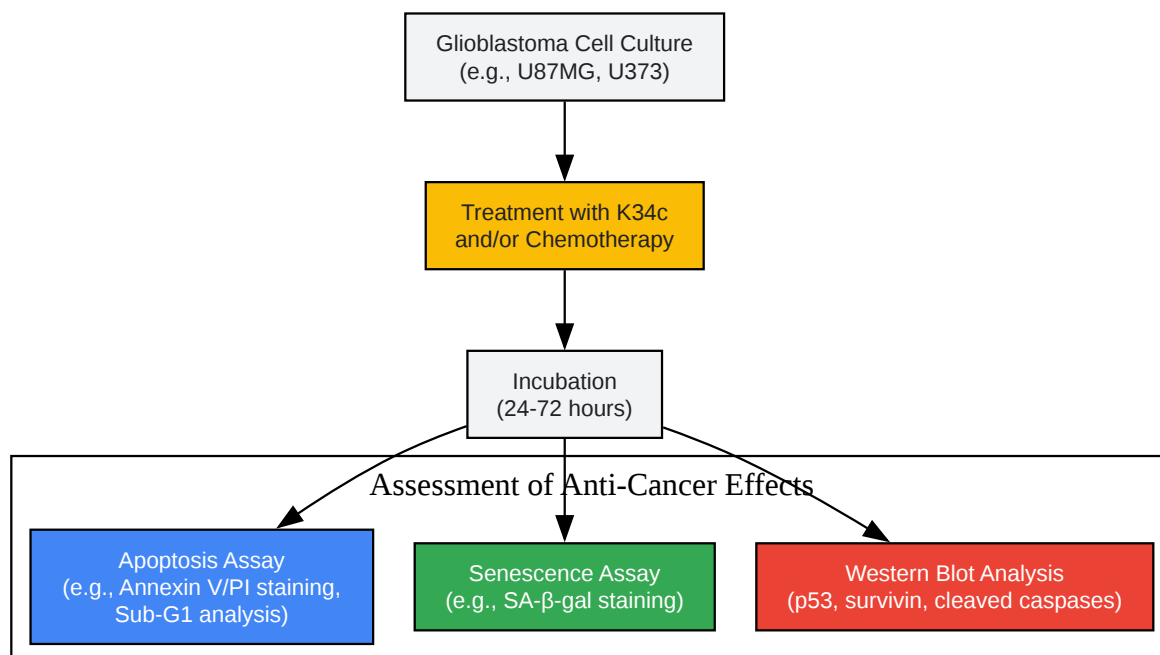 Glioblastoma Cell Culture
(e.g., U87MG, U373)
Treatment with K34c
and/or Chemotherapy
Incubation
(24-72 hours)
Assessment of Anti-Cancer Effects
Apoptosis Assay
(e.g., Annexin V/PI staining,
Sub-G1 analysis)
Senescence Assay
(e.g., SA-β-gal staining)
Western Blot Analysis
(p53, survivin, cleaved caspases)